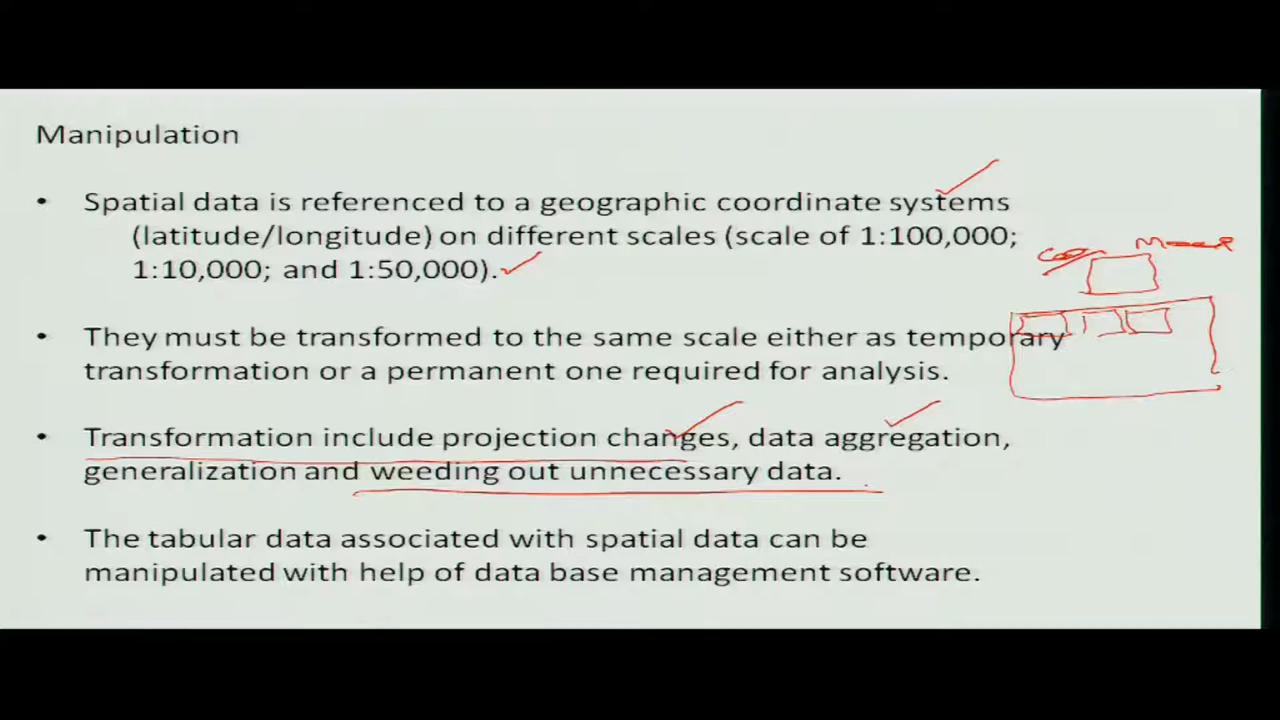 Manipulation
• Spatial data is referenced to a geographic coordinate systems
(latitude/longitude) on different scales (scale of 1:100,000;
1:10,000; and 1:50,000).
• They must be transformed to the same scale either as temporary
transformation or a permanent one required for analysis.
• Transformation include projection changes, data aggregation,
generalization and weeding out unnecessary data.
• The tabular data associated with spatial data can be
manipulated with help of data base management software.